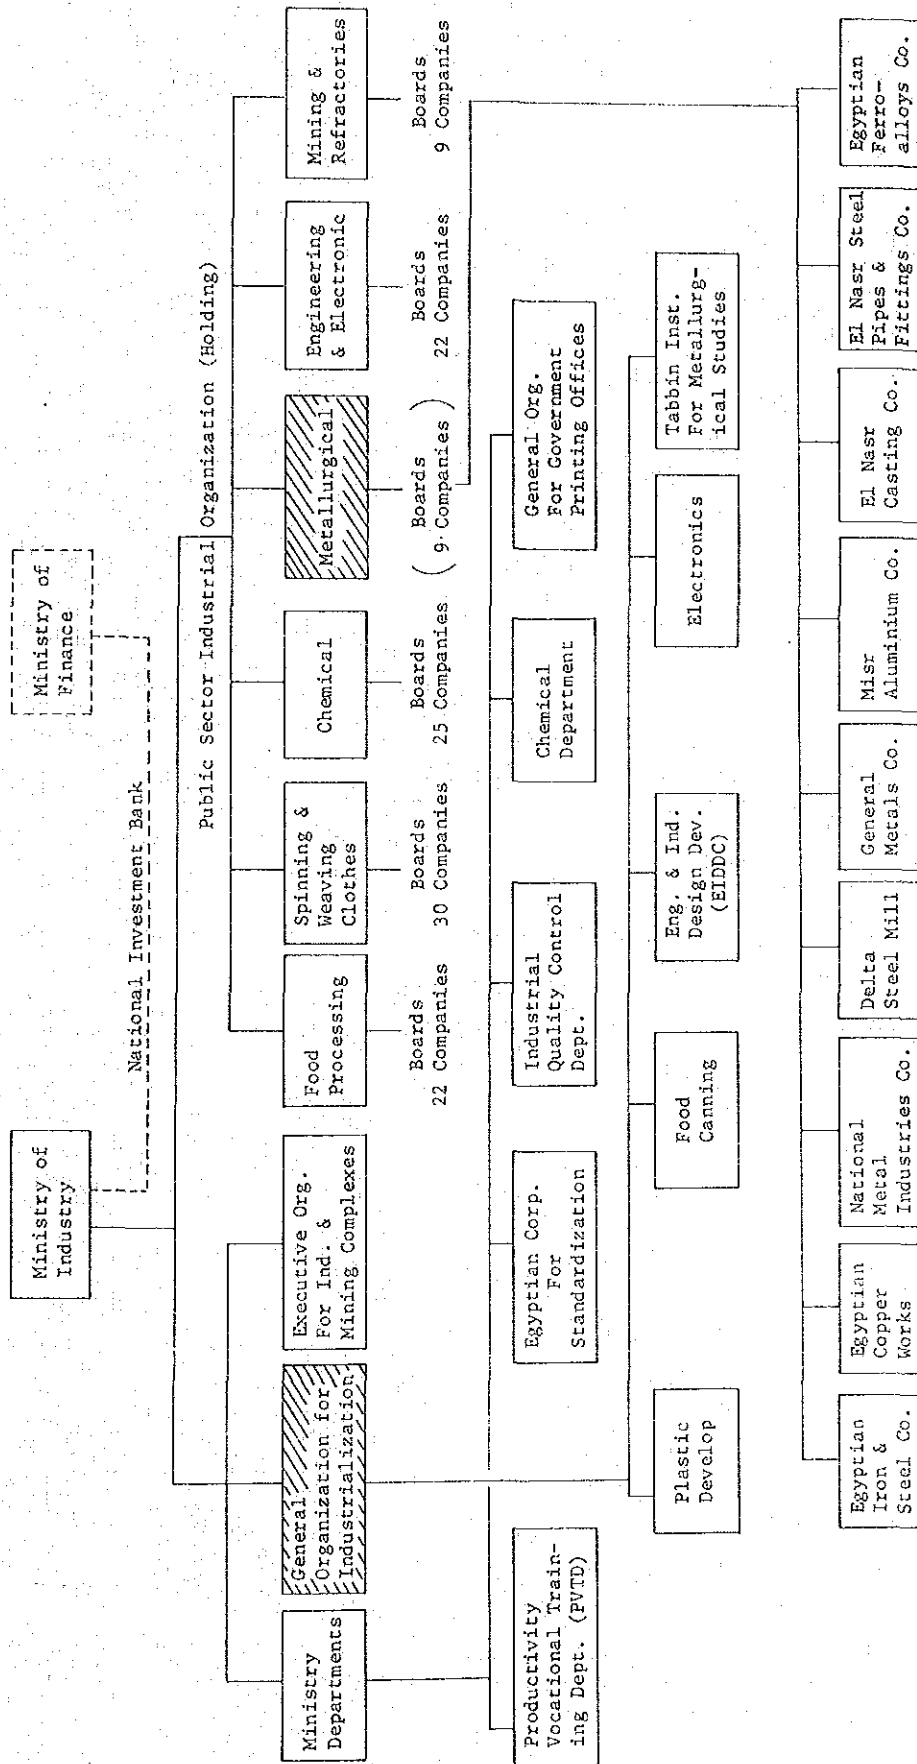 Ministry of
Industry
Ministry of
Finance
National Investment Bank
Public Sector Industrial Organization (Holding)
Ministry
Departments
General
Organization for
Industrialization
Executive Org.
For Ind. &
Mining Complexes
Food
Processing
Spinning &
Weaving
Clothes
Chemical
Metallurgical
Engineering
& Electronic
Mining &
Refractories
Boards
22 Companies
Boards
30 Companies
Boards
25 Companies
( Boards
9 Companies )
Boards
22 Companies
Boards
9 Companies
Productivity
Vocational Train-
ing Dept. (PVTD)
Egyptian Corp.
For
Standardization
Industrial
Quality Control
Dept.
Chemical
Department
General Org.
For Government
Printing Offices
Plastic
Develop
Food
Canning
Eng. & Ind.
Design Dev.
(EIDDC)
Electronics
Tabbin Inst.
For Metallurg-
ical Studies
Egyptian
Iron &
Steel Co.
Egyptian
Copper
Works
National
Metal
Industries Co.
Delta
Steel Mill
General
Metals Co.
Misr
Aluminium Co.
El Nasr
Casting Co.
El Nasr Steel
Pipes &
Fittings Co.
Egyptian
Ferro-
alloys Co.